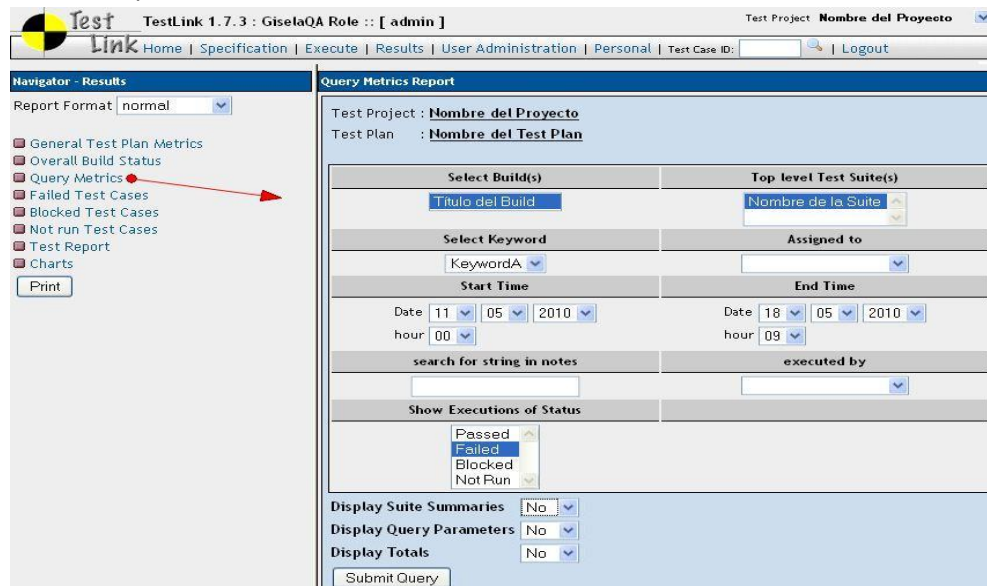 Test Link
TestLink 1.7.3 : GiselaQA Role :: [ admin ]
Test Project Nombre del Proyecto
Home | Specification | Execute | Results | User Administration | Personal | Test Case ID: | Logout
Navigator - Results
Report Format normal
General Test Plan Metrics
Overall Build Status
Query Metrics
Failed Test Cases
Blocked Test Cases
Not run Test Cases
Test Report
Charts
Print
Query Metrics Report
Test Project : Nombre del Proyecto
Test Plan : Nombre del Test Plan
Select Build(s) Top level Test Suite(s)
Título del Build Nombre de la Suite
Select Keyword Assigned to
KeywordA
Start Time End Time
Date 11 05 2010 Date 18 05 2010
hour 00 hour 09
search for string in notes executed by
Show Executions of Status
Passed
Failed
Blocked
Not Run
Display Suite Summaries No
Display Query Parameters No
Display Totals No
Submit Query